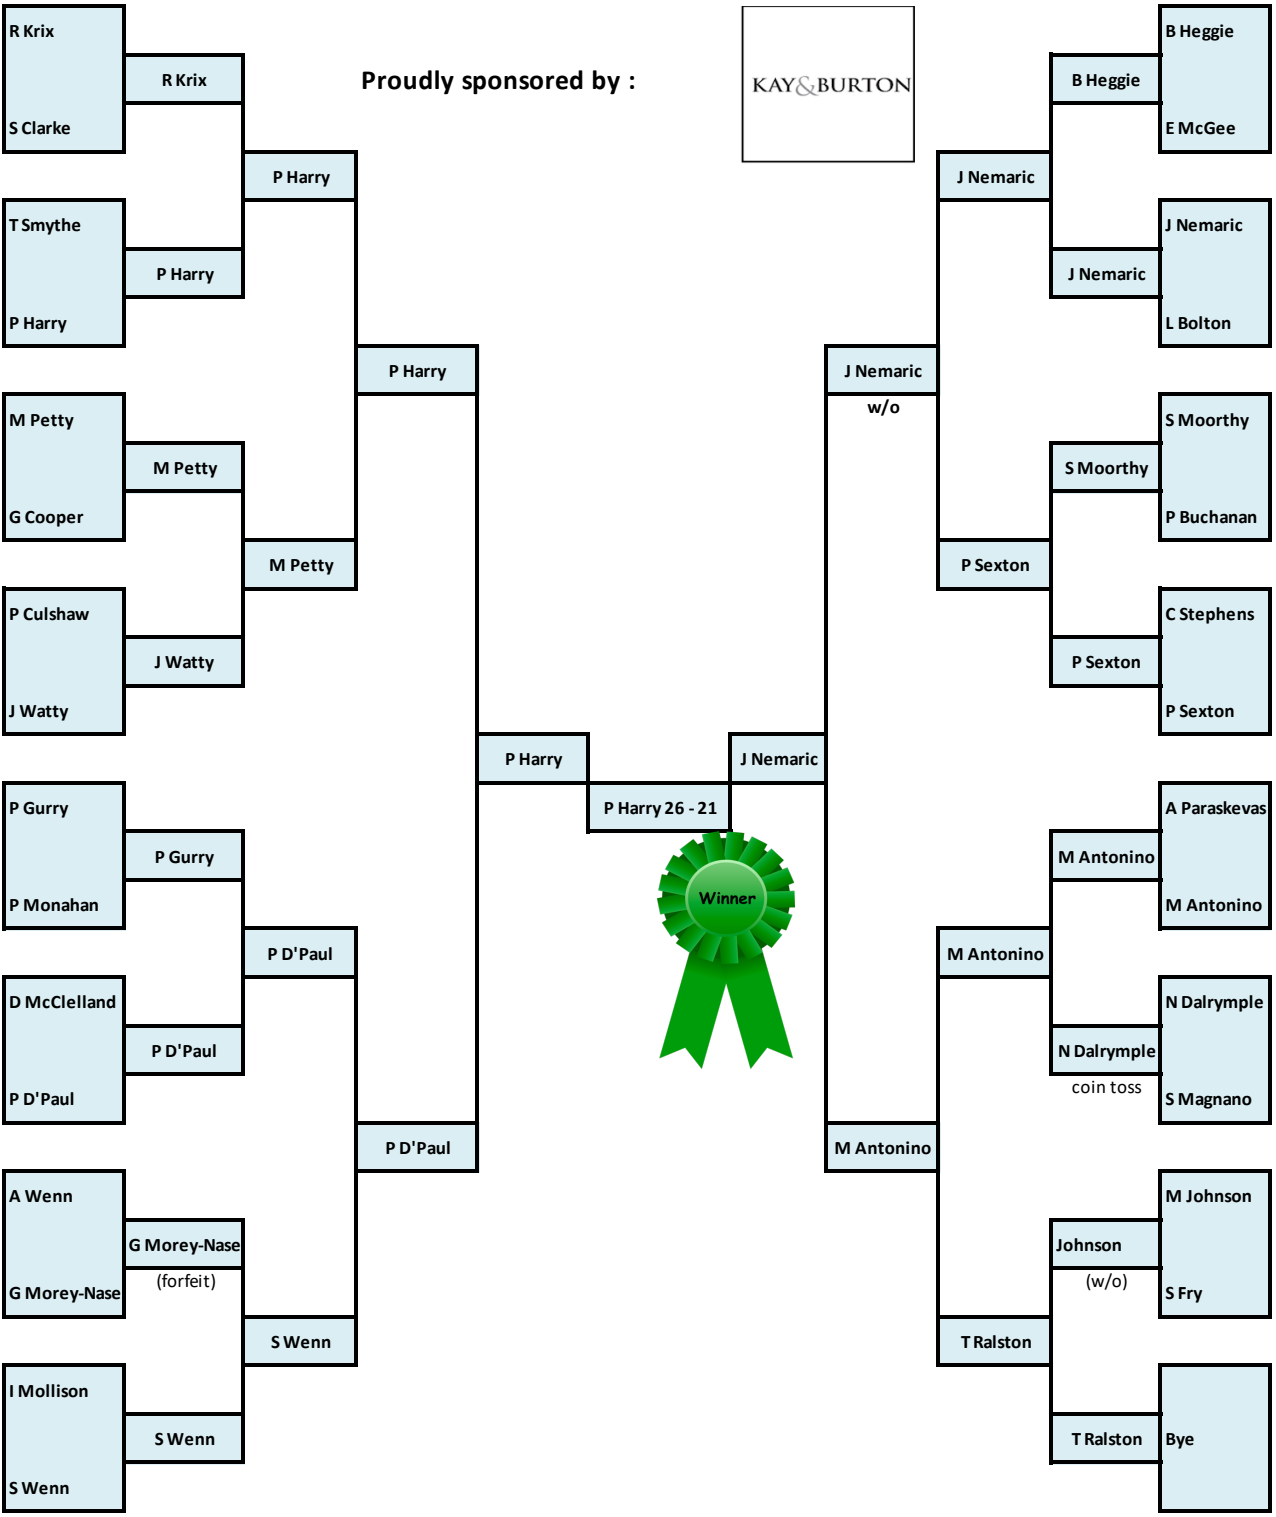 R Krix
S Clarke
T Smythe
P Harry
M Petty
G Cooper
P Culshaw
J Watty
P Gurry
P Monahan
D McClelland
P D'Paul
A Wenn
G Morey-Nase
I Mollison
S Wenn
R Krix
P Harry
M Petty
J Watty
P Gurry
P D'Paul
G Morey-Nase
(forfeit)
S Wenn
P Harry
M Petty
P D'Paul
S Wenn
P Harry
P D'Paul
P Harry
Proudly sponsored by :
KAY&BURTON
P Harry 26 - 21
Winner
J Nemaric
J Nemaric
w/o
M Antonino
J Nemaric
P Sexton
M Antonino
T Ralston
B Heggie
J Nemaric
S Moorthy
P Sexton
M Antonino
N Dalrymple
coin toss
Johnson
(w/o)
T Ralston
B Heggie
E McGee
J Nemaric
L Bolton
S Moorthy
P Buchanan
C Stephens
P Sexton
A Paraskevas
M Antonino
N Dalrymple
S Magnano
M Johnson
S Fry
Bye